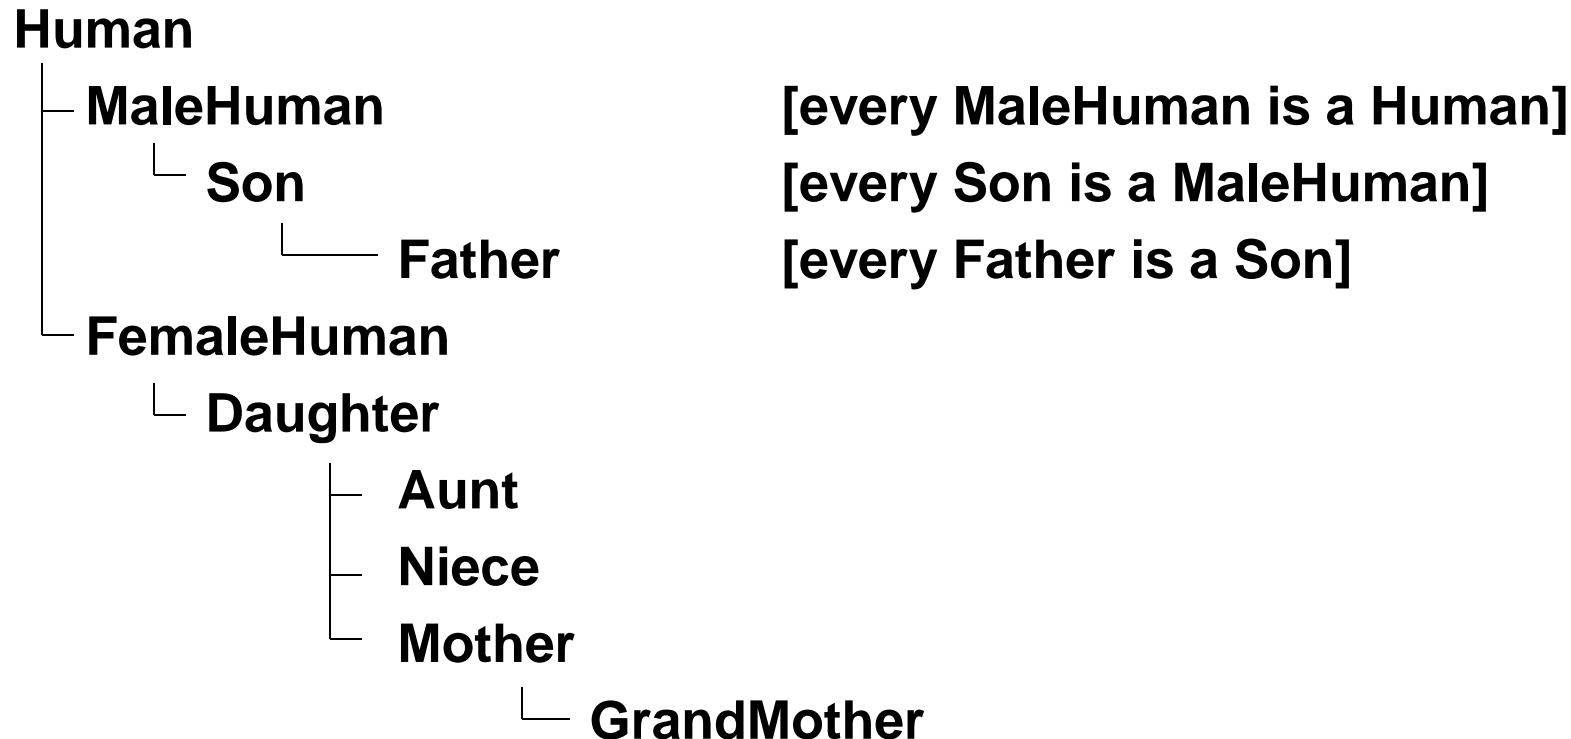 Human
MaleHuman [every MaleHuman is a Human]
Son [every Son is a MaleHuman]
Father [every Father is a Son]
FemaleHuman
Daughter
Aunt
Niece
Mother
GrandMother